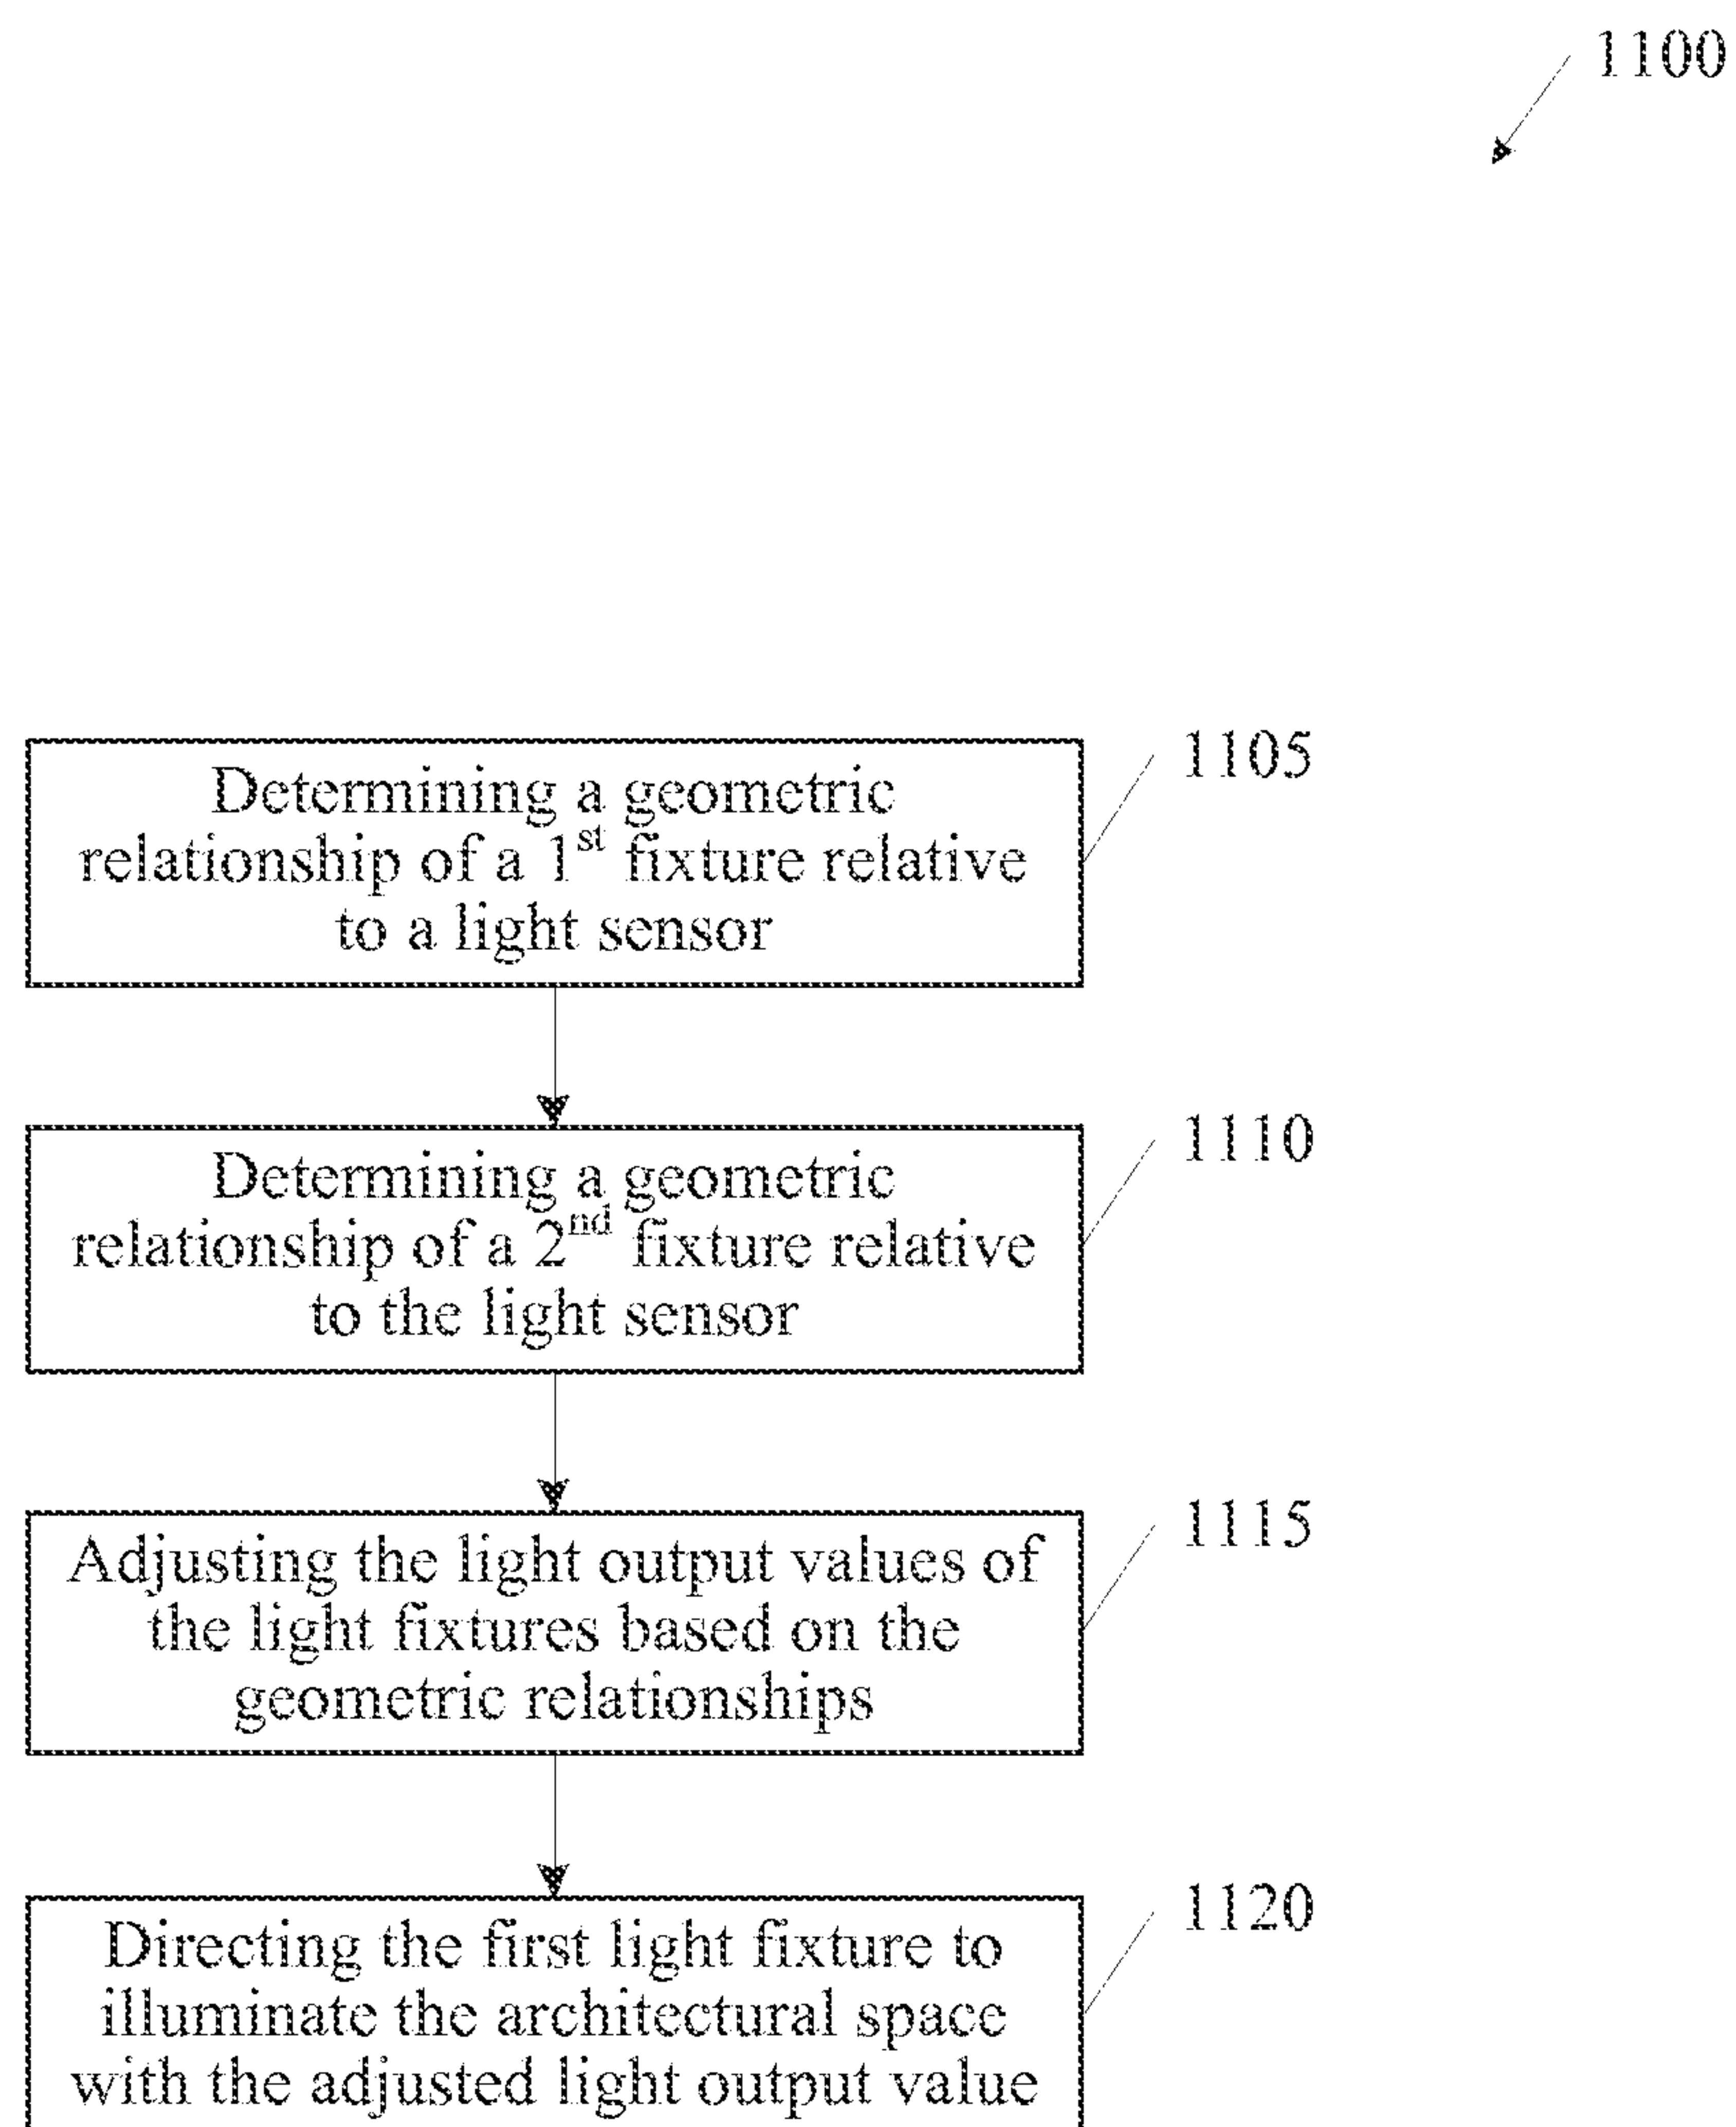 1100
Determining a geometric
relationship of a 1st fixture relative
to a light sensor
1105
Determining a geometric
relationship of a 2nd fixture relative
to the light sensor
1110
Adjusting the light output values of
the light fixtures based on the
geometric relationships
1115
Directing the first light fixture to
illuminate the architectural space
with the adjusted light output value
1120